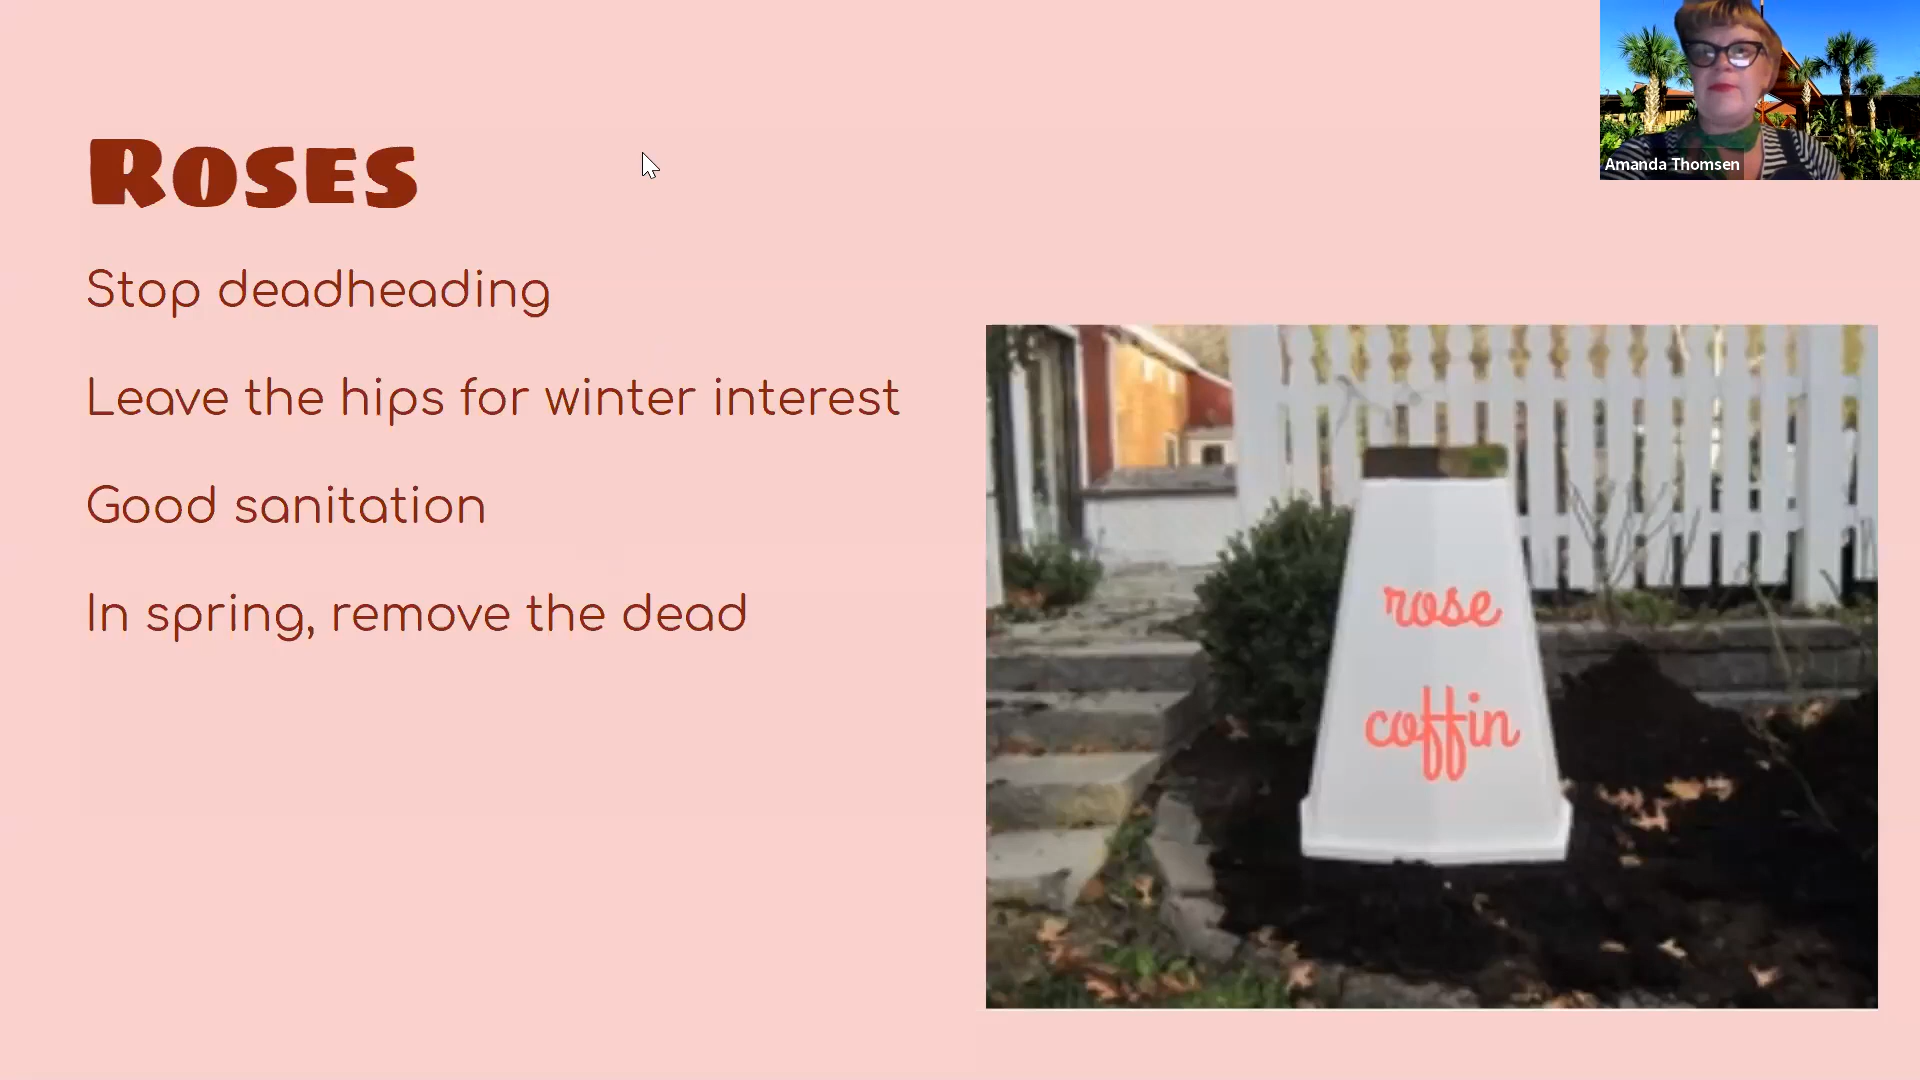 Amanda Thomsen
Roses
Stop deadheading
Leave the hips for winter interest
Good sanitation
In spring, remove the dead
rose
coffin